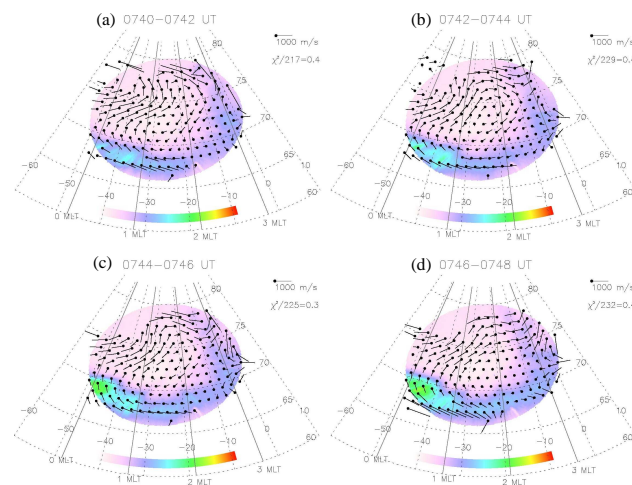 (a) 0740−0742 UT
1000 m/s
χ²/217=0.4
80
75
70
65
10
60
0
−10
−20
−30
−40
−50
−60
0 MLT
1 MLT
2 MLT
3 MLT
(b) 0742−0744 UT
1000 m/s
χ²/229=0.4
80
75
70
65
10
60
0
−10
−20
−30
−40
−50
−60
0 MLT
1 MLT
2 MLT
3 MLT
(c) 0744−0746 UT
1000 m/s
χ²/225=0.3
80
75
70
65
10
60
0
−10
−20
−30
−40
−50
−60
0 MLT
1 MLT
2 MLT
3 MLT
(d) 0746−0748 UT
1000 m/s
χ²/232=0.4
80
75
70
65
10
60
0
−10
−20
−30
−40
−50
−60
0 MLT
1 MLT
2 MLT
3 MLT